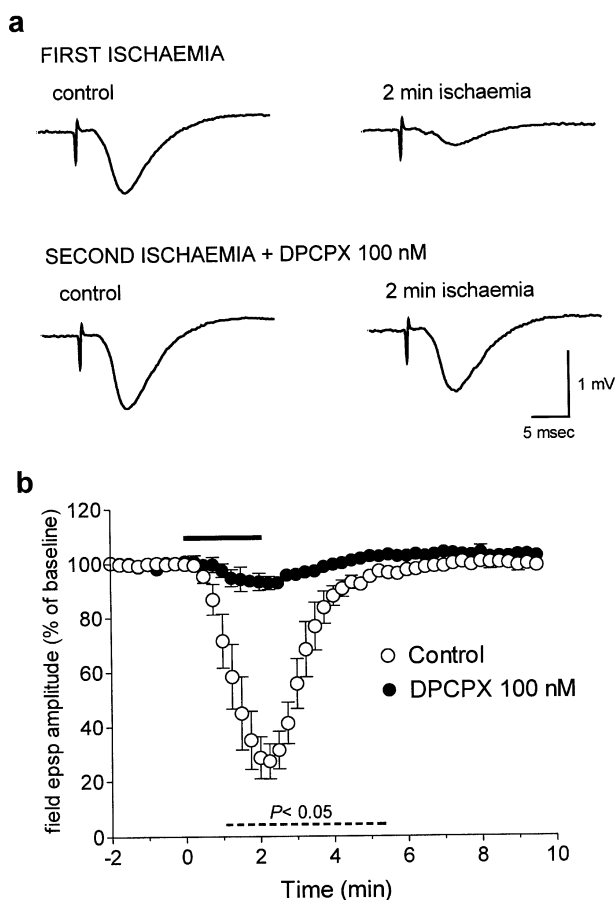 a
FIRST ISCHAEMIA
control
2 min ischaemia
SECOND ISCHAEMIA + DPCPX 100 nM
control
2 min ischaemia
1 mV
5 msec
b
field epsp amplitude (% of baseline)
120
100
80
60
40
20
0
Control
DPCPX 100 nM
P< 0.05
-2 0 2 4 6 8 10
Time (min)